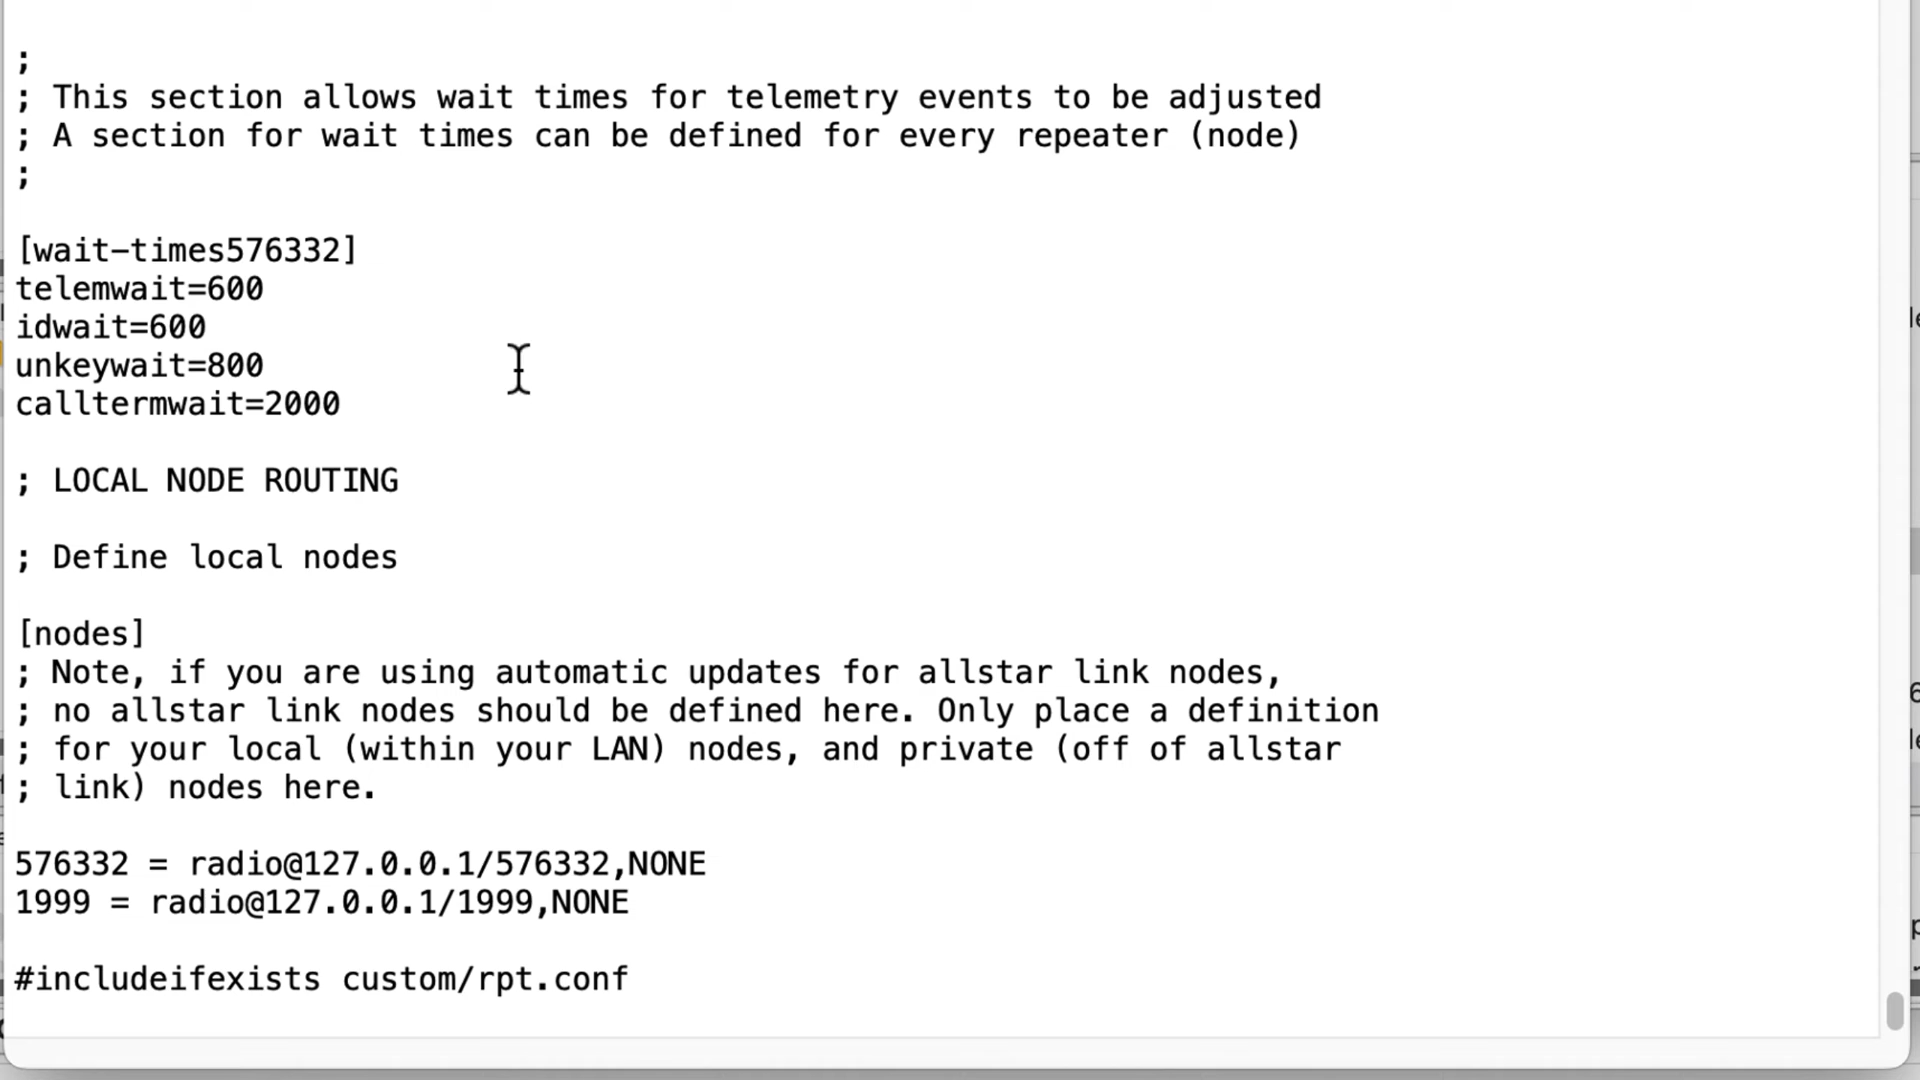 ;
; This section allows wait times for telemetry events to be adjusted
; A section for wait times can be defined for every repeater (node)
;
[wait-times576332]
telemwait=600
idwait=600
unkeywait=800
calltermwait=2000
; LOCAL NODE ROUTING
; Define local nodes
[nodes]
; Note, if you are using automatic updates for allstar link nodes,
; no allstar link nodes should be defined here. Only place a definition
; for your local (within your LAN) nodes, and private (off of allstar
; link) nodes here.
576332 = radio@127.0.0.1/576332,NONE
1999 = radio@127.0.0.1/1999,NONE
#includeifexists custom/rpt.conf